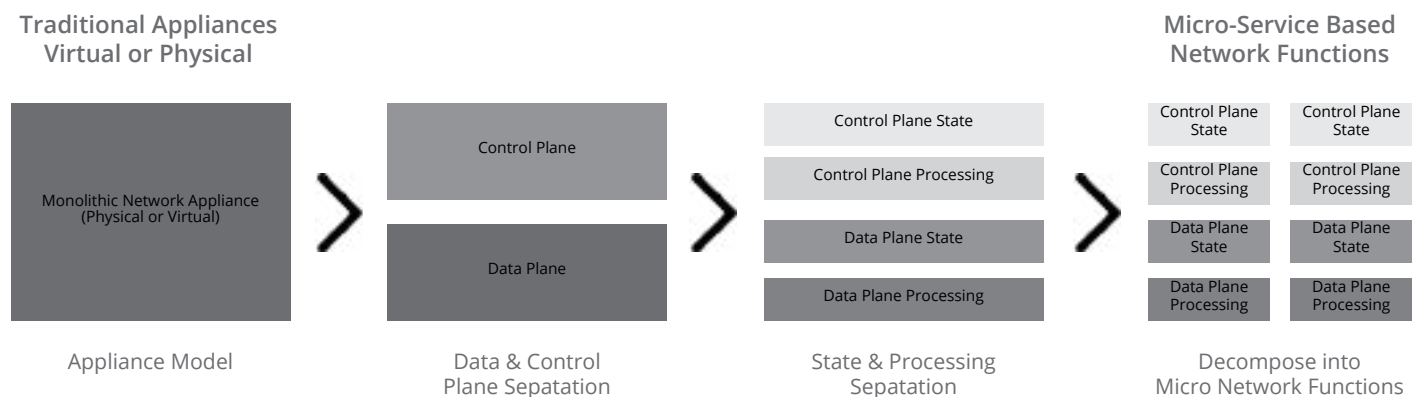 Traditional Appliances
Virtual or Physical
Micro-Service Based
Network Functions
Monolithic Network Appliance
(Physical or Virtual)
Control Plane
Data Plane
Control Plane State
Control Plane Processing
Data Plane State
Data Plane Processing
Control Plane
State
Control Plane
State
Control Plane
Processing
Control Plane
Processing
Data Plane
State
Data Plane
State
Data Plane
Processing
Data Plane
Processing
Appliance Model
Data & Control
Plane Sepatation
State & Processing
Sepatation
Decompose into
Micro Network Functions